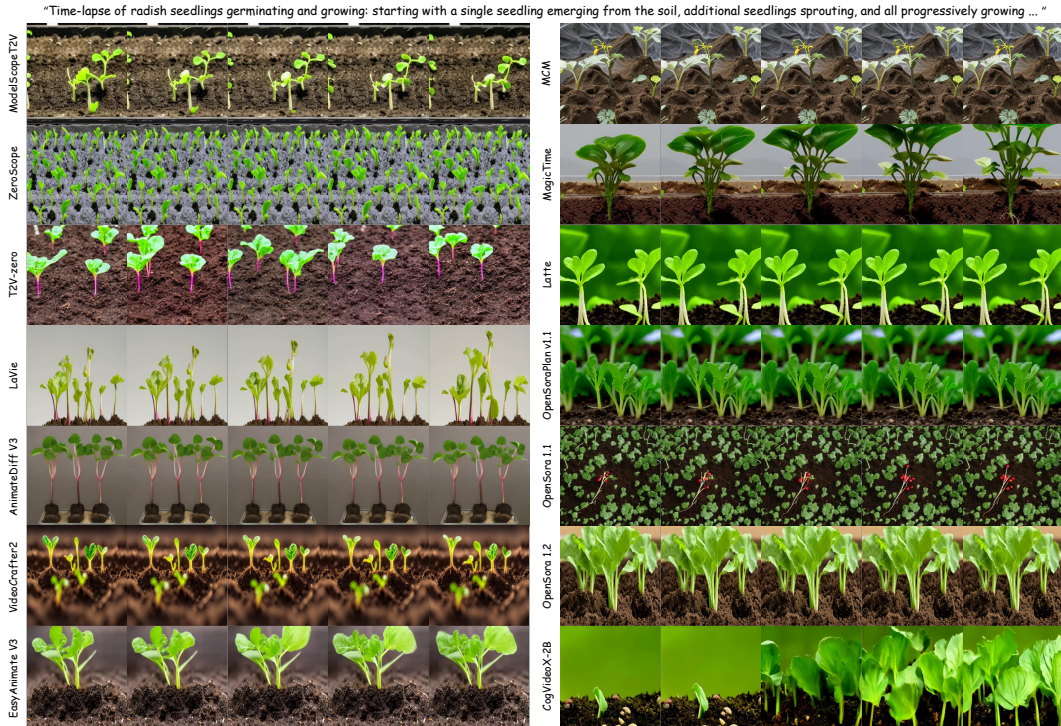 "Time-lapse of radish seedlings germinating and growing: starting with a single seedling emerging from the soil, additional seedlings sprouting, and all progressively growing ... "
ModelScopeT2V
ZeroScope
T2V-zero
LaVie
AnimateDiff V3
VideoCrafter2
EasyAnimate V3
MCM
MagicTime
Latte
OpenSoraPlan v1.1
OpenSora 1.1
OpenSora 1.2
CogVideoX-2B